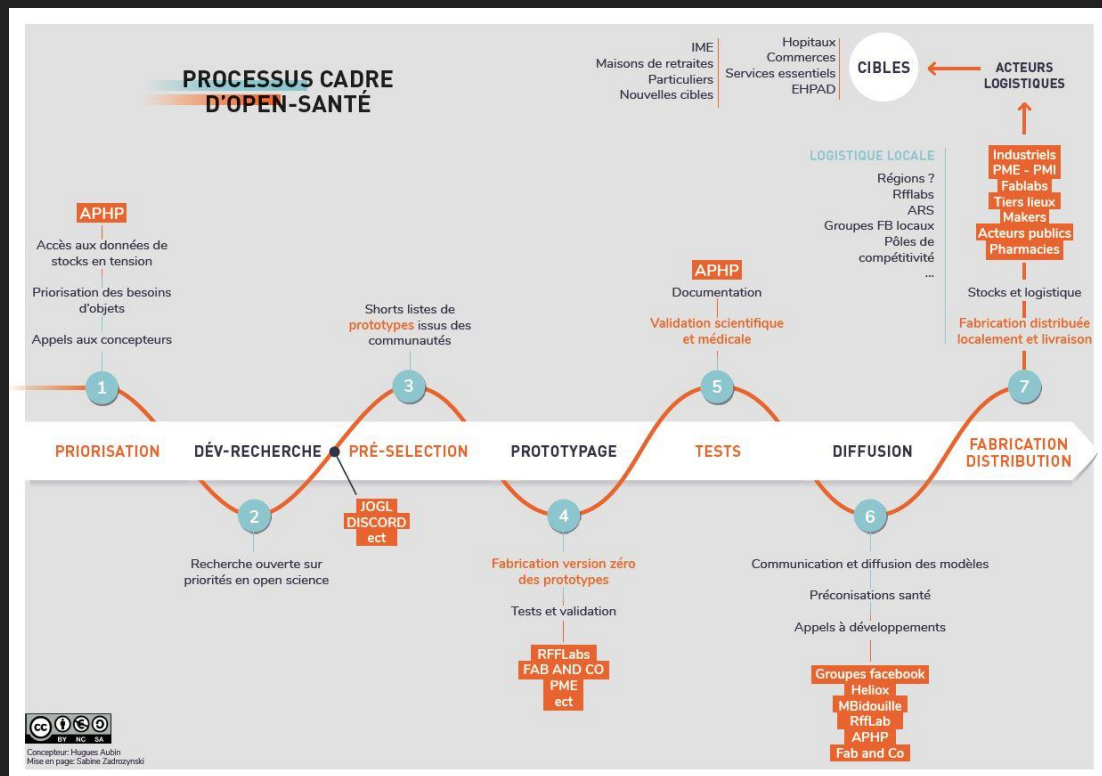 PROCESSUS CADRE
D'OPEN-SANTÉ
IME
Maisons de retraites
Particuliers
Nouvelles cibles
Hopitaux
Commerces
Services essentiels
EHPAD
CIBLES
ACTEURS
LOGISTIQUES
LOGISTIQUE LOCALE
Régions ?
Rfflabs
ARS
Groupes FB locaux
Pôles de
compétitivité
...
Industriels
PME - PMI
Fablabs
Tiers lieux
Makers
Acteurs publics
Pharmacies
Stocks et logistique
Fabrication distribuée
localement et livraison
APHP
Accès aux données de
stocks en tension
Priorisation des besoins
d'objets
Appels aux concepteurs
Shorts listes de
prototypes issus des
communautés
APHP
Documentation
Validation scientifique
et médicale
1
3
5
7
PRIORISATION
DÉV-RECHERCHE
PRÉ-SELECTION
PROTOTYPAGE
TESTS
DIFFUSION
FABRICATION
DISTRIBUTION
2
Recherche ouverte sur
priorités en open science
JOGL
DISCORD
ect
4
Fabrication version zéro
des prototypes
Tests et validation
RFFLabs
FAB AND CO
PME
ect
6
Communication et diffusion des modèles
Préconisations santé
Appels à développements
Groupes facebook
Heliox
MBidouille
RffLab
APHP
Fab and Co
cc
BY NC SA
Concepteur: Hugues Aubin
Mise en page: Sabine Zadrozynski